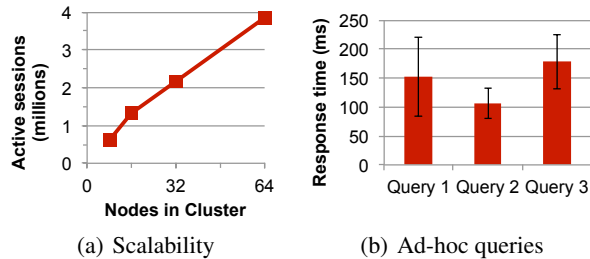 Active sessions
(millions)
4
3
2
1
0
0 32 64
Nodes in Cluster
(a) Scalability
Response time (ms)
250
200
150
100
50
0
Query 1 Query 2 Query 3
(b) Ad-hoc queries